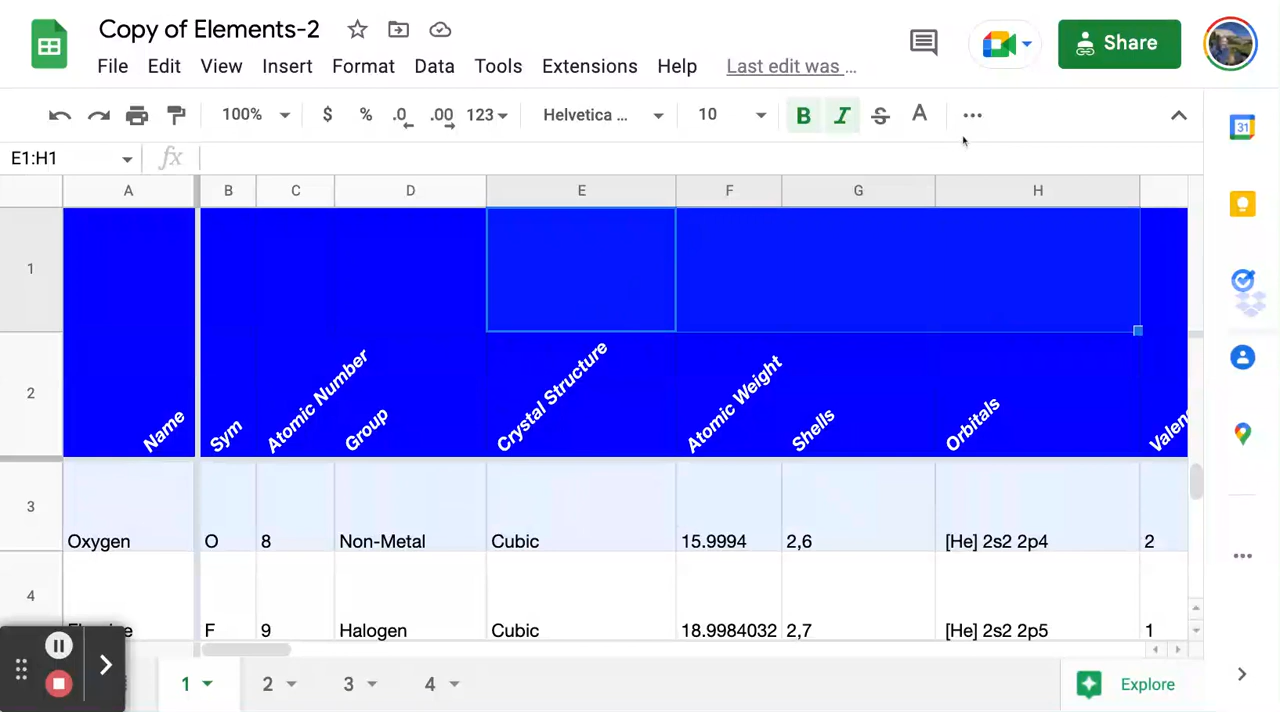 Copy of Elements-2
Share
File Edit View Insert Format Data Tools Extensions Help Last edit was ...
100% $ % .0 .00 123 Helvetica ... 10 B I S A
E1:H1 fx
A B C D E F G H
1
2 Name Sym Atomic Number Group Crystal Structure Atomic Weight Shells Orbitals
3 Oxygen O 8 Non-Metal Cubic 15.9994 2,6 [He] 2s2 2p4 2
4 F 9 Halogen Cubic 18.9984032 2,7 [He] 2s2 2p5 1
1 2 3 4 Explore
31